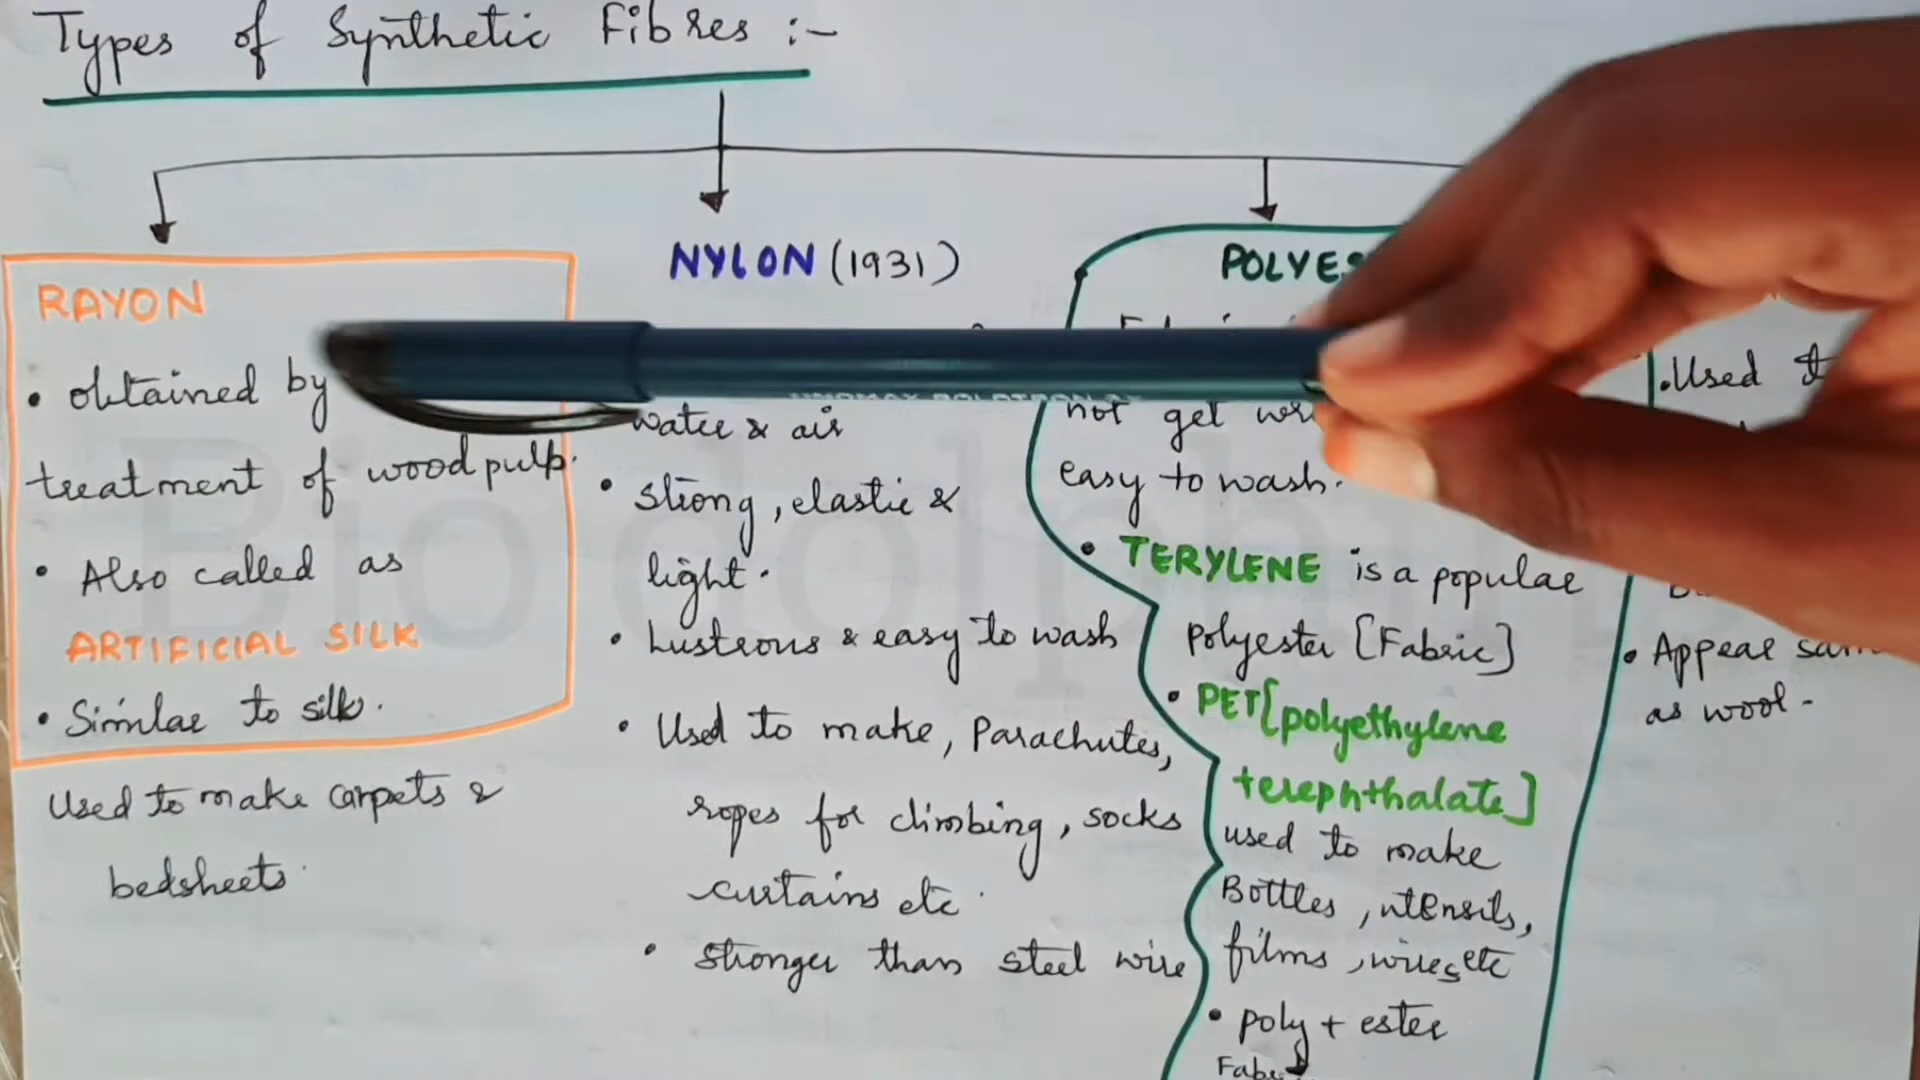 Types of Synthetic Fibres :-
RAYON
• obtained by
treatment of woodpulp.
• Also called as
ARTIFICIAL SILK
• Similar to silk.
Used to make carpets &
bedsheets.
NYLON (1931)
water & air
• strong, elastic &
light.
• Lustrous & easy to wash
• Used to make, Parachutes,
ropes for climbing, socks
curtains etc.
• stronger than steel wire
not get
easy to wash.
• TERYLENE is a popular
polyester [Fabric]
• PET[polyethylene
terephthalate]
used to make
Bottles, utensils,
films, wires etc
• poly + ester
• Used
• Appear
as wool -
Biodolphin